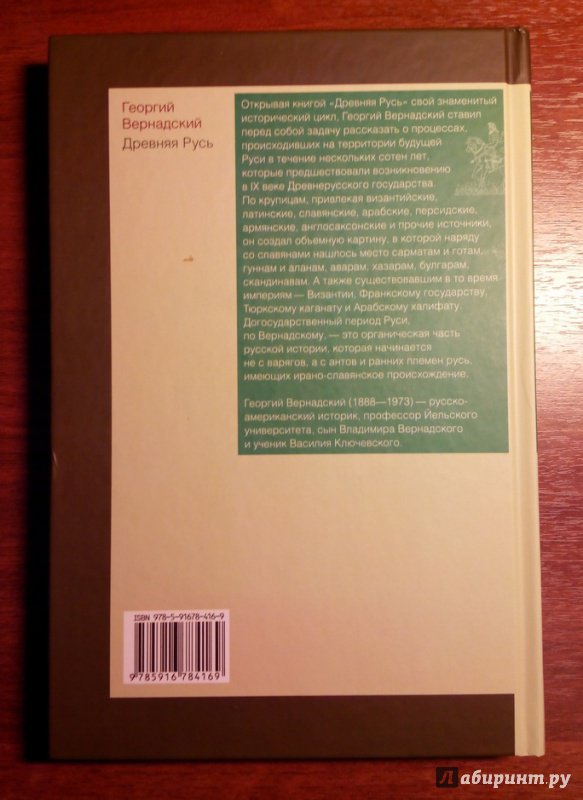 Георгий
Вернадский
Древняя Русь
Открывая книгой «Древняя Русь» свой знаменитый
исторический цикл, Георгий Вернадский ставил
перед собой задачу рассказать о процессах,
происходивших на территории будущей
Руси в течение нескольких сотен лет,
которые предшествовали возникновению
в IX веке Древнерусского государства.
По крупицам, привлекая византийские,
латинские, славянские, арабские, персидские,
армянские, англосаксонские и прочие источники,
он создал объемную картину, в которой наряду
со славянами нашлось место сарматам и готам,
гуннам и аланам, аварам, хазарам, булгарам,
скандинавам. А также существовавшим в то время
империям — Византии, Франкскому государству,
Тюркскому каганату и Арабскому халифату.
Догосударственный период Руси,
по Вернадскому, — это органическая часть
русской истории, которая начинается
не с варягов, а с антов и ранних племен русь,
имеющих ирано-славянское происхождение.
Георгий Вернадский (1888—1973) — русско-
американский историк, профессор Йельского
университета, сын Владимира Вернадского
и ученик Василия Ключевского.
ISBN 978-5-91678-416-9
9 785916 784169
Лабиринт.ру